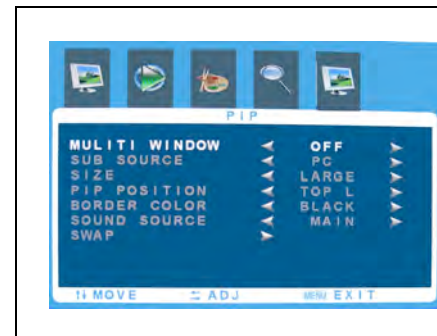 PIP
MULITI WINDOW OFF
SUB SOURCE PC
SIZE LARGE
PIP POSITION TOP L
BORDER COLOR BLACK
SOUND SOURCE MAIN
SWAP
MOVE ADJ MENU EXIT